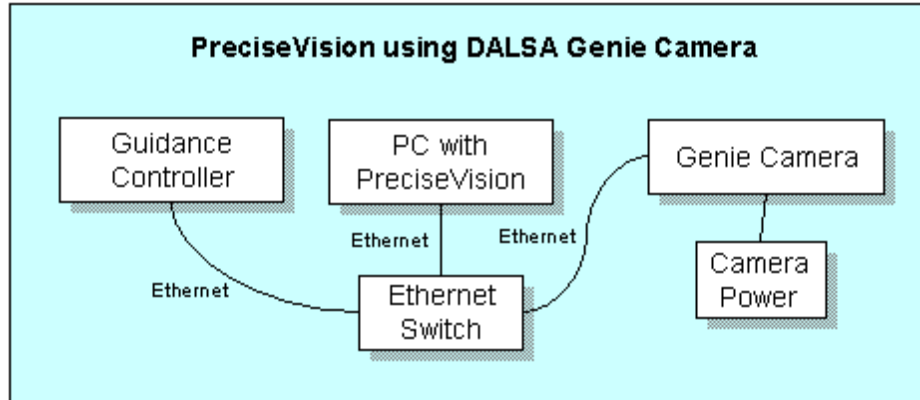 PreciseVision using DALSA Genie Camera
Guidance
Controller
PC with
PreciseVision
Genie Camera
Ethernet
Ethernet
Ethernet
Camera
Power
Ethernet
Switch